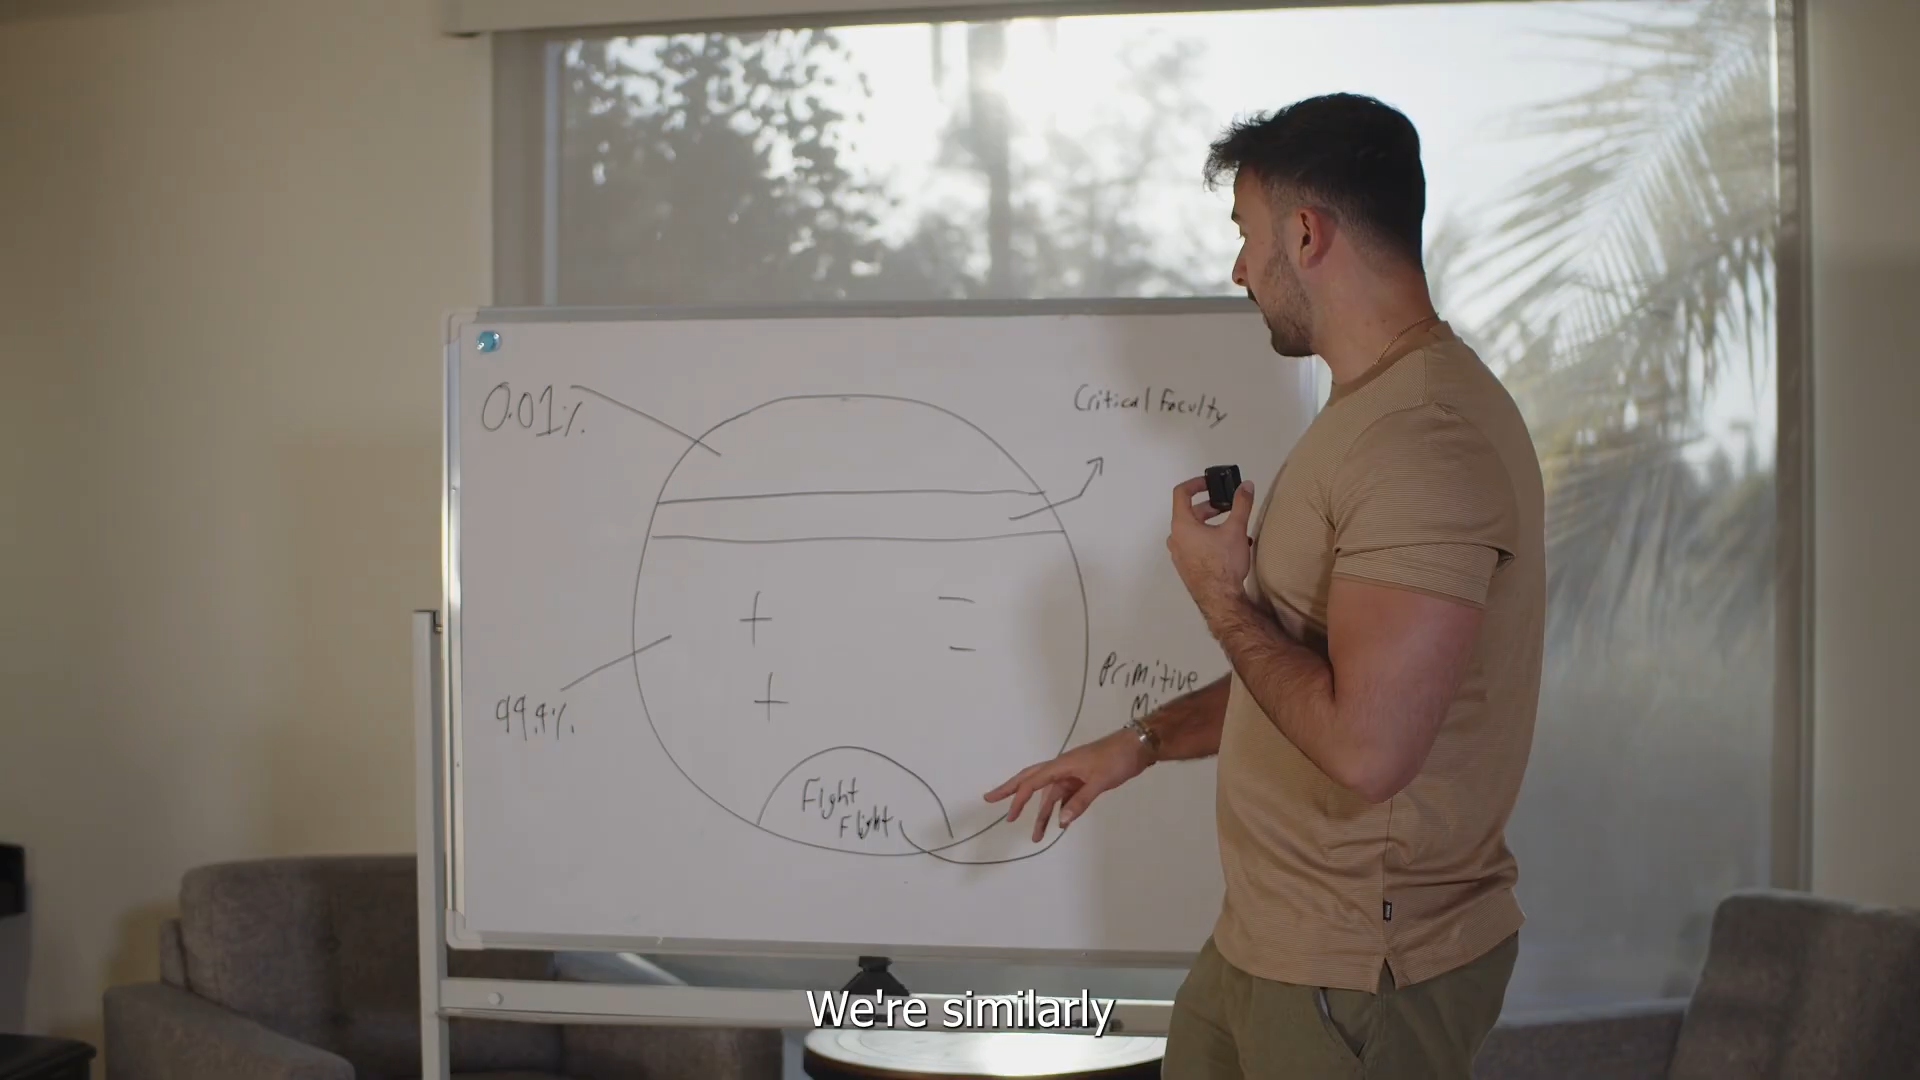 0.01%
Critical Faculty
+
–
–
+
Primitive
99.9%
Fight
Flight
We're similarly